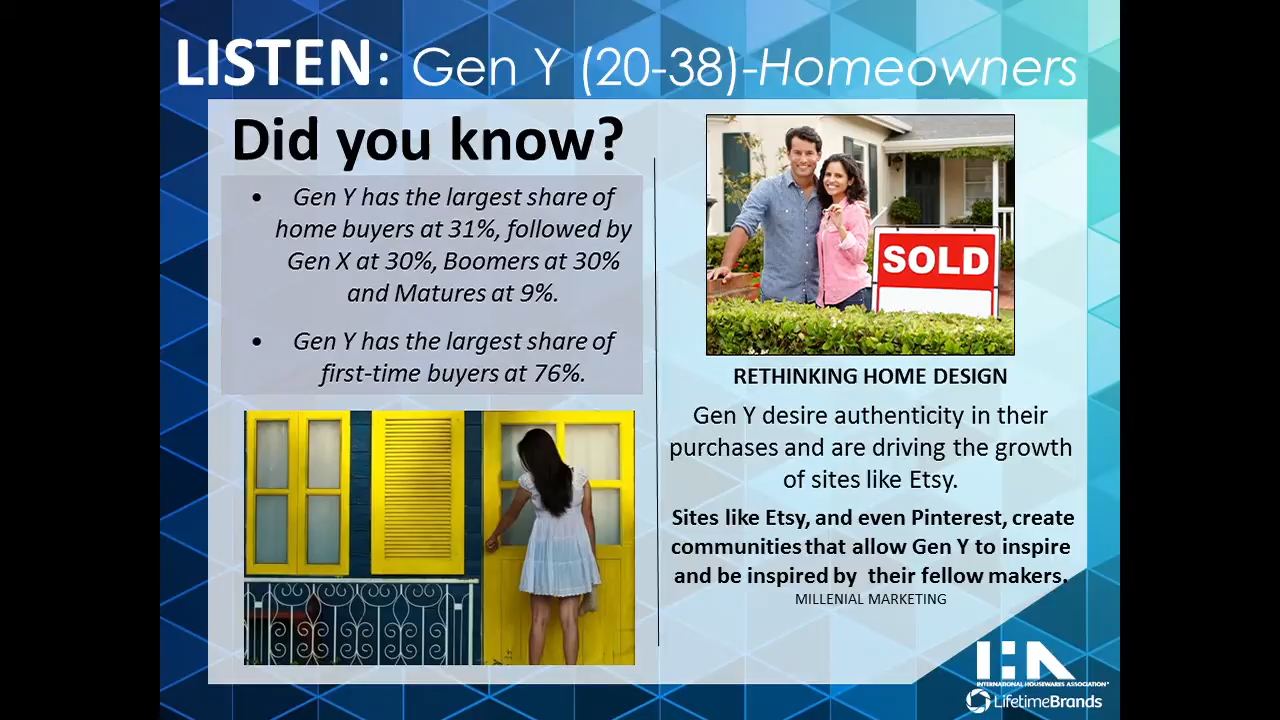 LISTEN: Gen Y (20-38)-Homeowners
Did you know?
• Gen Y has the largest share of
home buyers at 31%, followed by
Gen X at 30%, Boomers at 30%
and Matures at 9%.
• Gen Y has the largest share of
first-time buyers at 76%.
SOLD
RETHINKING HOME DESIGN
Gen Y desire authenticity in their
purchases and are driving the growth
of sites like Etsy.
Sites like Etsy, and even Pinterest, create
communities that allow Gen Y to inspire
and be inspired by their fellow makers.
MILLENIAL MARKETING
IHA
INTERNATIONAL HOUSEWARES ASSOCIATION
LifetimeBrands